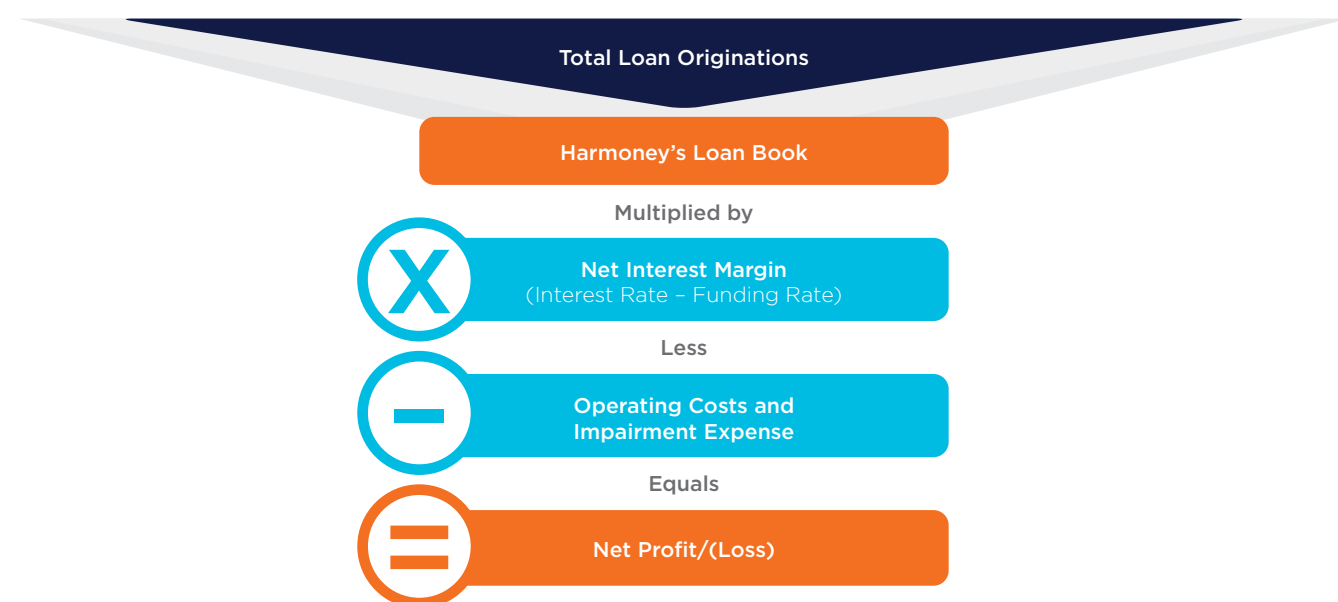 Total Loan Originations
Harmoney's Loan Book
Multiplied by
X
Net Interest Margin
(Interest Rate – Funding Rate)
Less
–
Operating Costs and
Impairment Expense
Equals
=
Net Profit/(Loss)